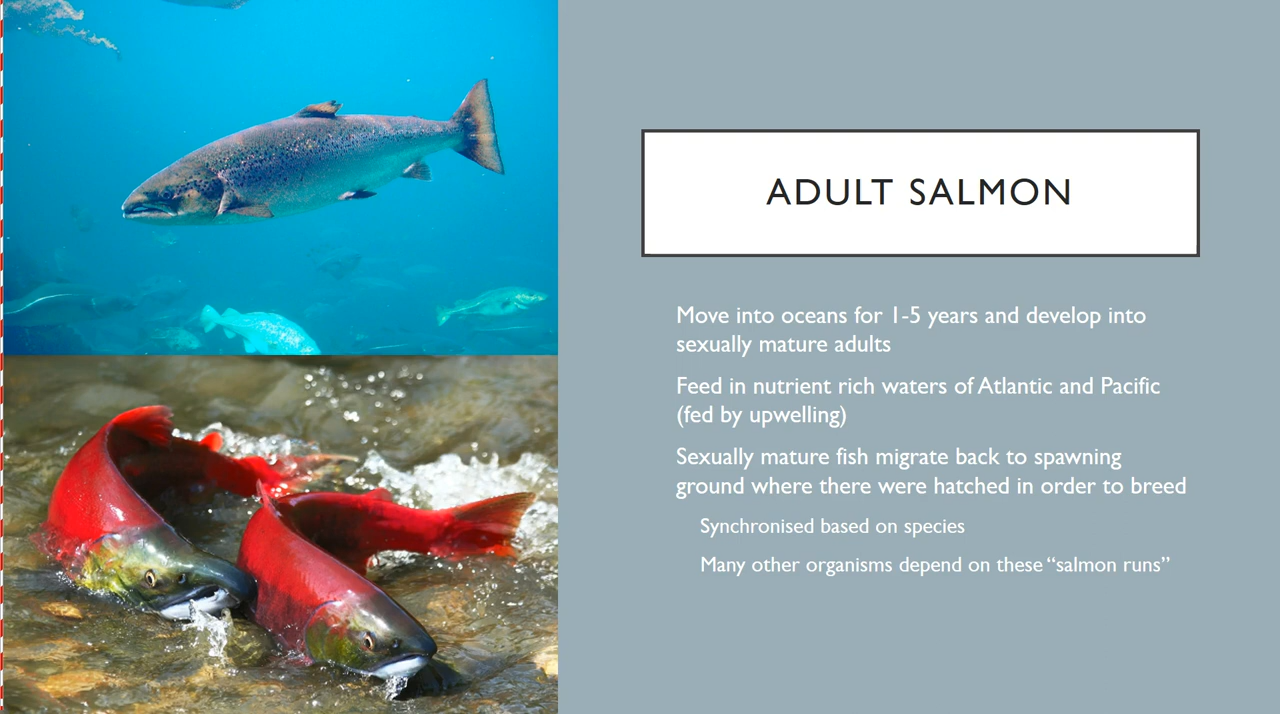 ADULT SALMON
Move into oceans for 1-5 years and develop into
sexually mature adults
Feed in nutrient rich waters of Atlantic and Pacific
(fed by upwelling)
Sexually mature fish migrate back to spawning
ground where there were hatched in order to breed
Synchronised based on species
Many other organisms depend on these “salmon runs”